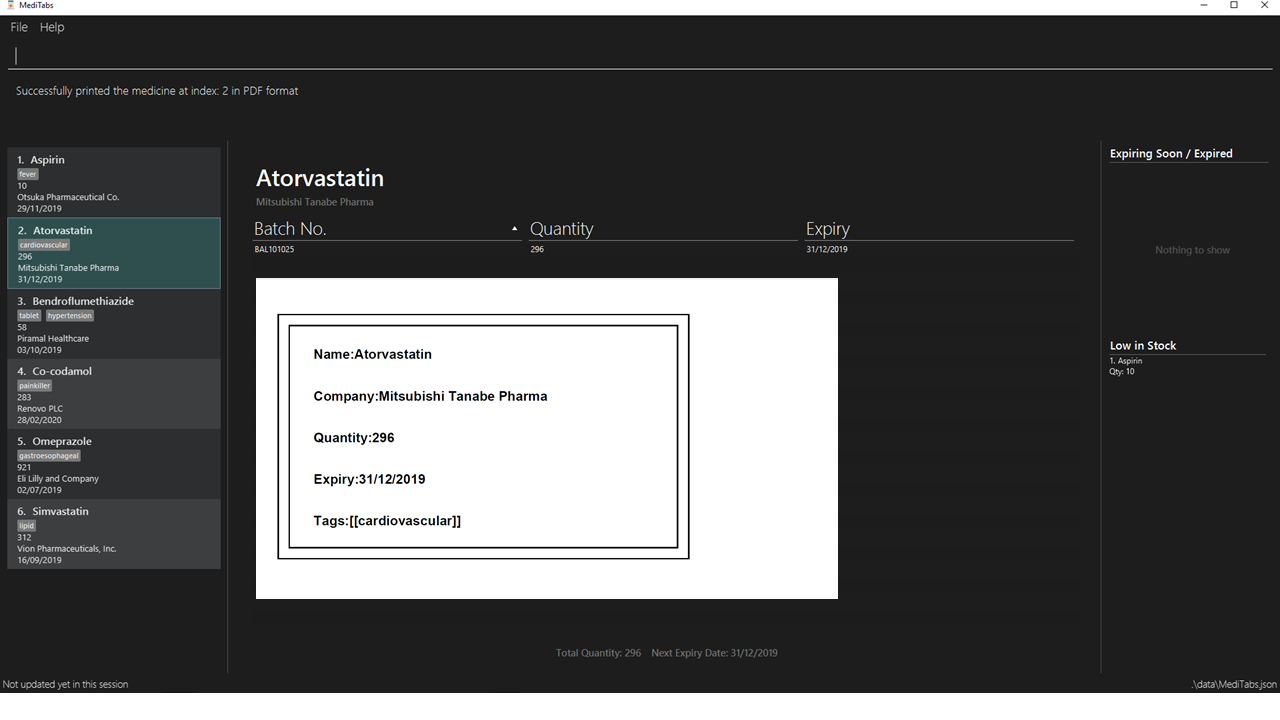 MediTabs
File Help
Successfully printed the medicine at index: 2 in PDF format
1. Aspirin
fever
10
Otsuka Pharmaceutical Co.
29/11/2019
2. Atorvastatin
cardiovascular
296
Mitsubishi Tanabe Pharma
31/12/2019
3. Bendroflumethiazide
tablet hypertension
58
Piramal Healthcare
03/10/2019
4. Co-codamol
painkiller
283
Renovo PLC
28/02/2020
5. Omeprazole
gastroesophageal
921
Eli Lilly and Company
02/07/2019
6. Simvastatin
lipid
312
Vion Pharmaceuticals, Inc.
16/09/2019
Atorvastatin
Mitsubishi Tanabe Pharma
Batch No. Quantity Expiry
BAL101025 296 31/12/2019
Name:Atorvastatin
Company:Mitsubishi Tanabe Pharma
Quantity:296
Expiry:31/12/2019
Tags:[[cardiovascular]]
Total Quantity: 296 Next Expiry Date: 31/12/2019
Expiring Soon / Expired
Nothing to show
Low in Stock
1. Aspirin
Qty: 10
Not updated yet in this session
.\data\MediTabs.json